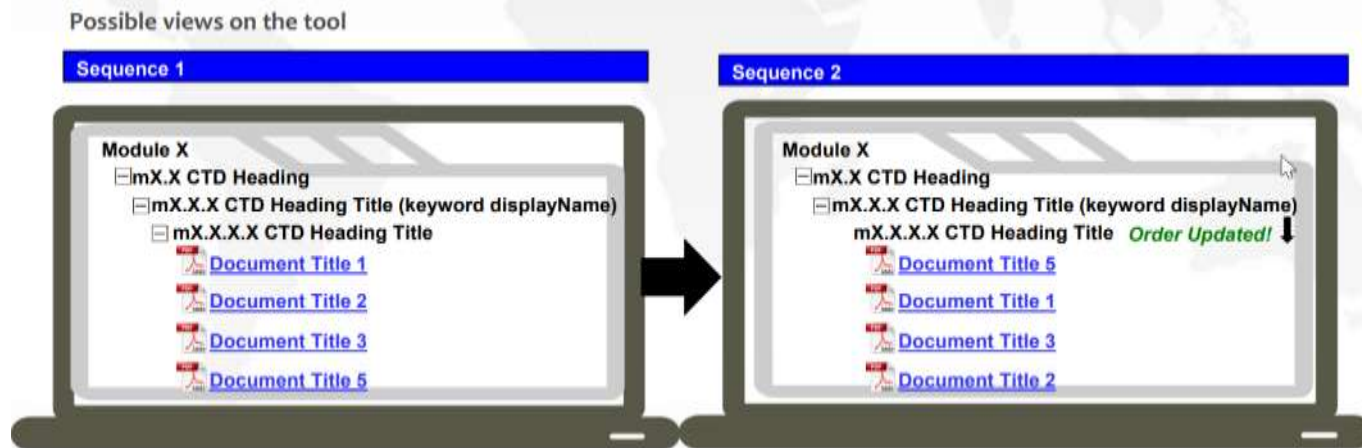 Possible views on the tool
Sequence 1
Module X
mX.X CTD Heading
mX.X.X CTD Heading Title (keyword displayName)
mX.X.X.X CTD Heading Title
Document Title 1
Document Title 2
Document Title 3
Document Title 5
Sequence 2
Module X
mX.X CTD Heading
mX.X.X CTD Heading Title (keyword displayName)
mX.X.X.X CTD Heading Title Order Updated!
Document Title 5
Document Title 1
Document Title 3
Document Title 2